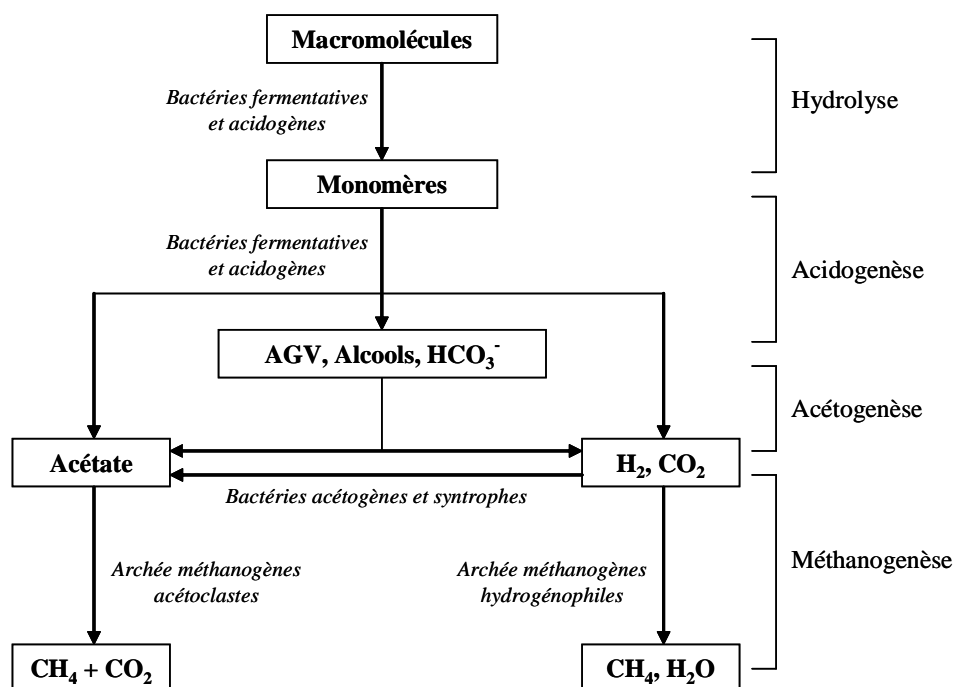 Macromolécules
Bactéries fermentatives
et acidogènes
Hydrolyse
Monomères
Bactéries fermentatives
et acidogènes
Acidogenèse
AGV, Alcools, HCO₃⁻
Acétogenèse
Acétate
H₂, CO₂
Bactéries acétogènes et syntrophes
Méthanogenèse
Archée méthanogènes
acétoclastes
Archée méthanogènes
hydrogénophiles
CH₄ + CO₂
CH₄, H₂O